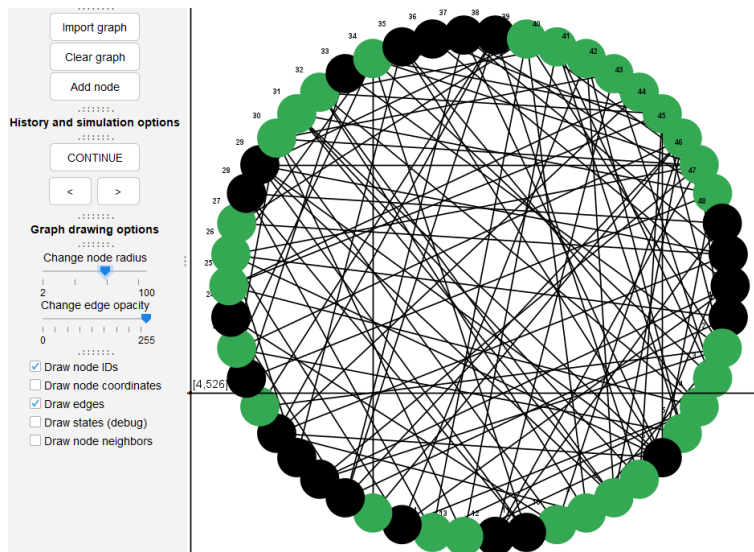 Import graph
Clear graph
Add node
History and simulation options
CONTINUE
<
>
Graph drawing options
Change node radius
2
100
Change edge opacity
0
255
Draw node IDs
Draw node coordinates
Draw edges
Draw states (debug)
Draw node neighbors
[4,526]
39
38
37
36
35
34
33
32
31
30
29
28
27
26
25
40
41
42
43
44
45
46
47
48
13
12